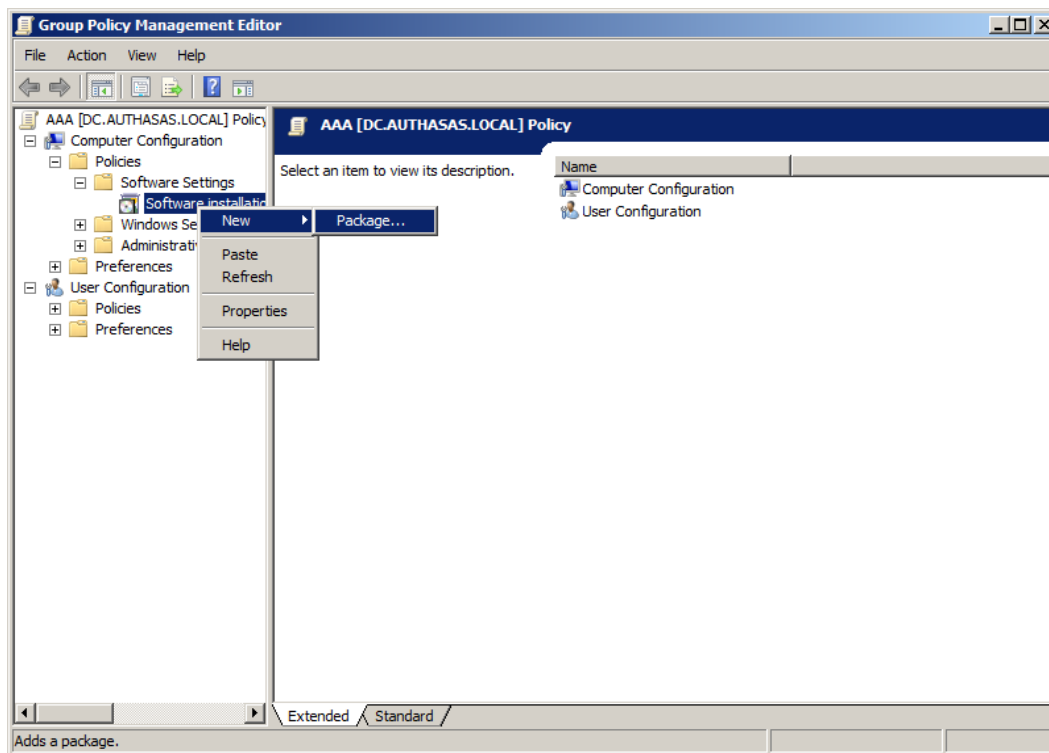 Group Policy Management Editor
File Action View Help
AAA [DC.AUTHASAS.LOCAL] Policy
Computer Configuration
Policies
Software Settings
Software installatio
Windows Se
Administrativ
Preferences
User Configuration
Policies
Preferences
New
Package...
Paste
Refresh
Properties
Help
AAA [DC.AUTHASAS.LOCAL] Policy
Select an item to view its description.
Name
Computer Configuration
User Configuration
Extended Standard
Adds a package.